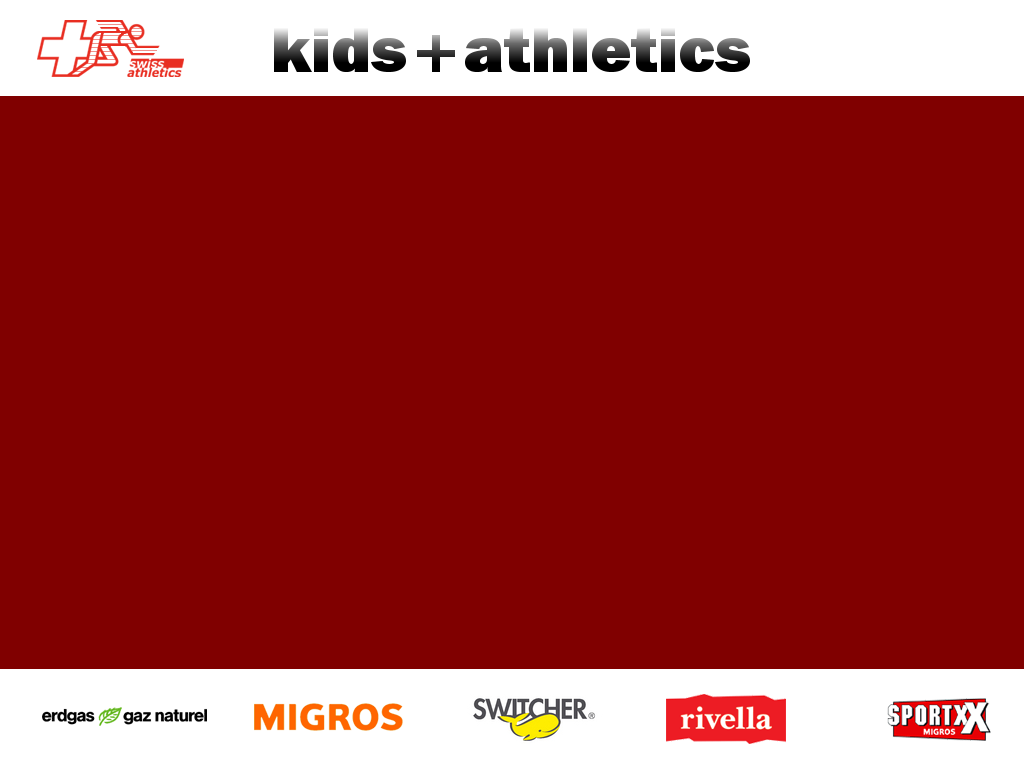 swiss
athletics
kids+athletics
erdgas gaz naturel
MIGROS
SWITCHER®
rivella
SPORTXX
MIGROS